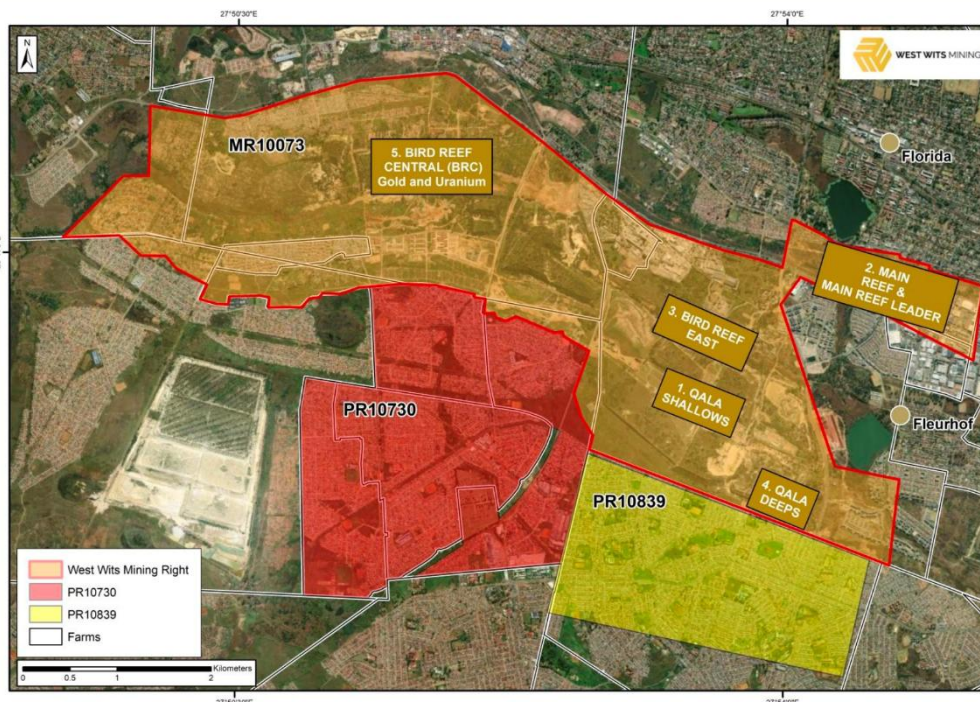 27°50'30"E
27°54'0"E
N
WEST WITS MINING
MR10073
5. BIRD REEF
CENTRAL (BRC)
Gold and Uranium
Florida
2. MAIN
REEF &
MAIN REEF LEADER
3. BIRD REEF
EAST
1. QALA
SHALLOWS
PR10730
Fleurhof
4. QALA
DEEPS
PR10839
West Wits Mining Right
PR10730
PR10839
Farms
Kilometers
0 0.5 1 2